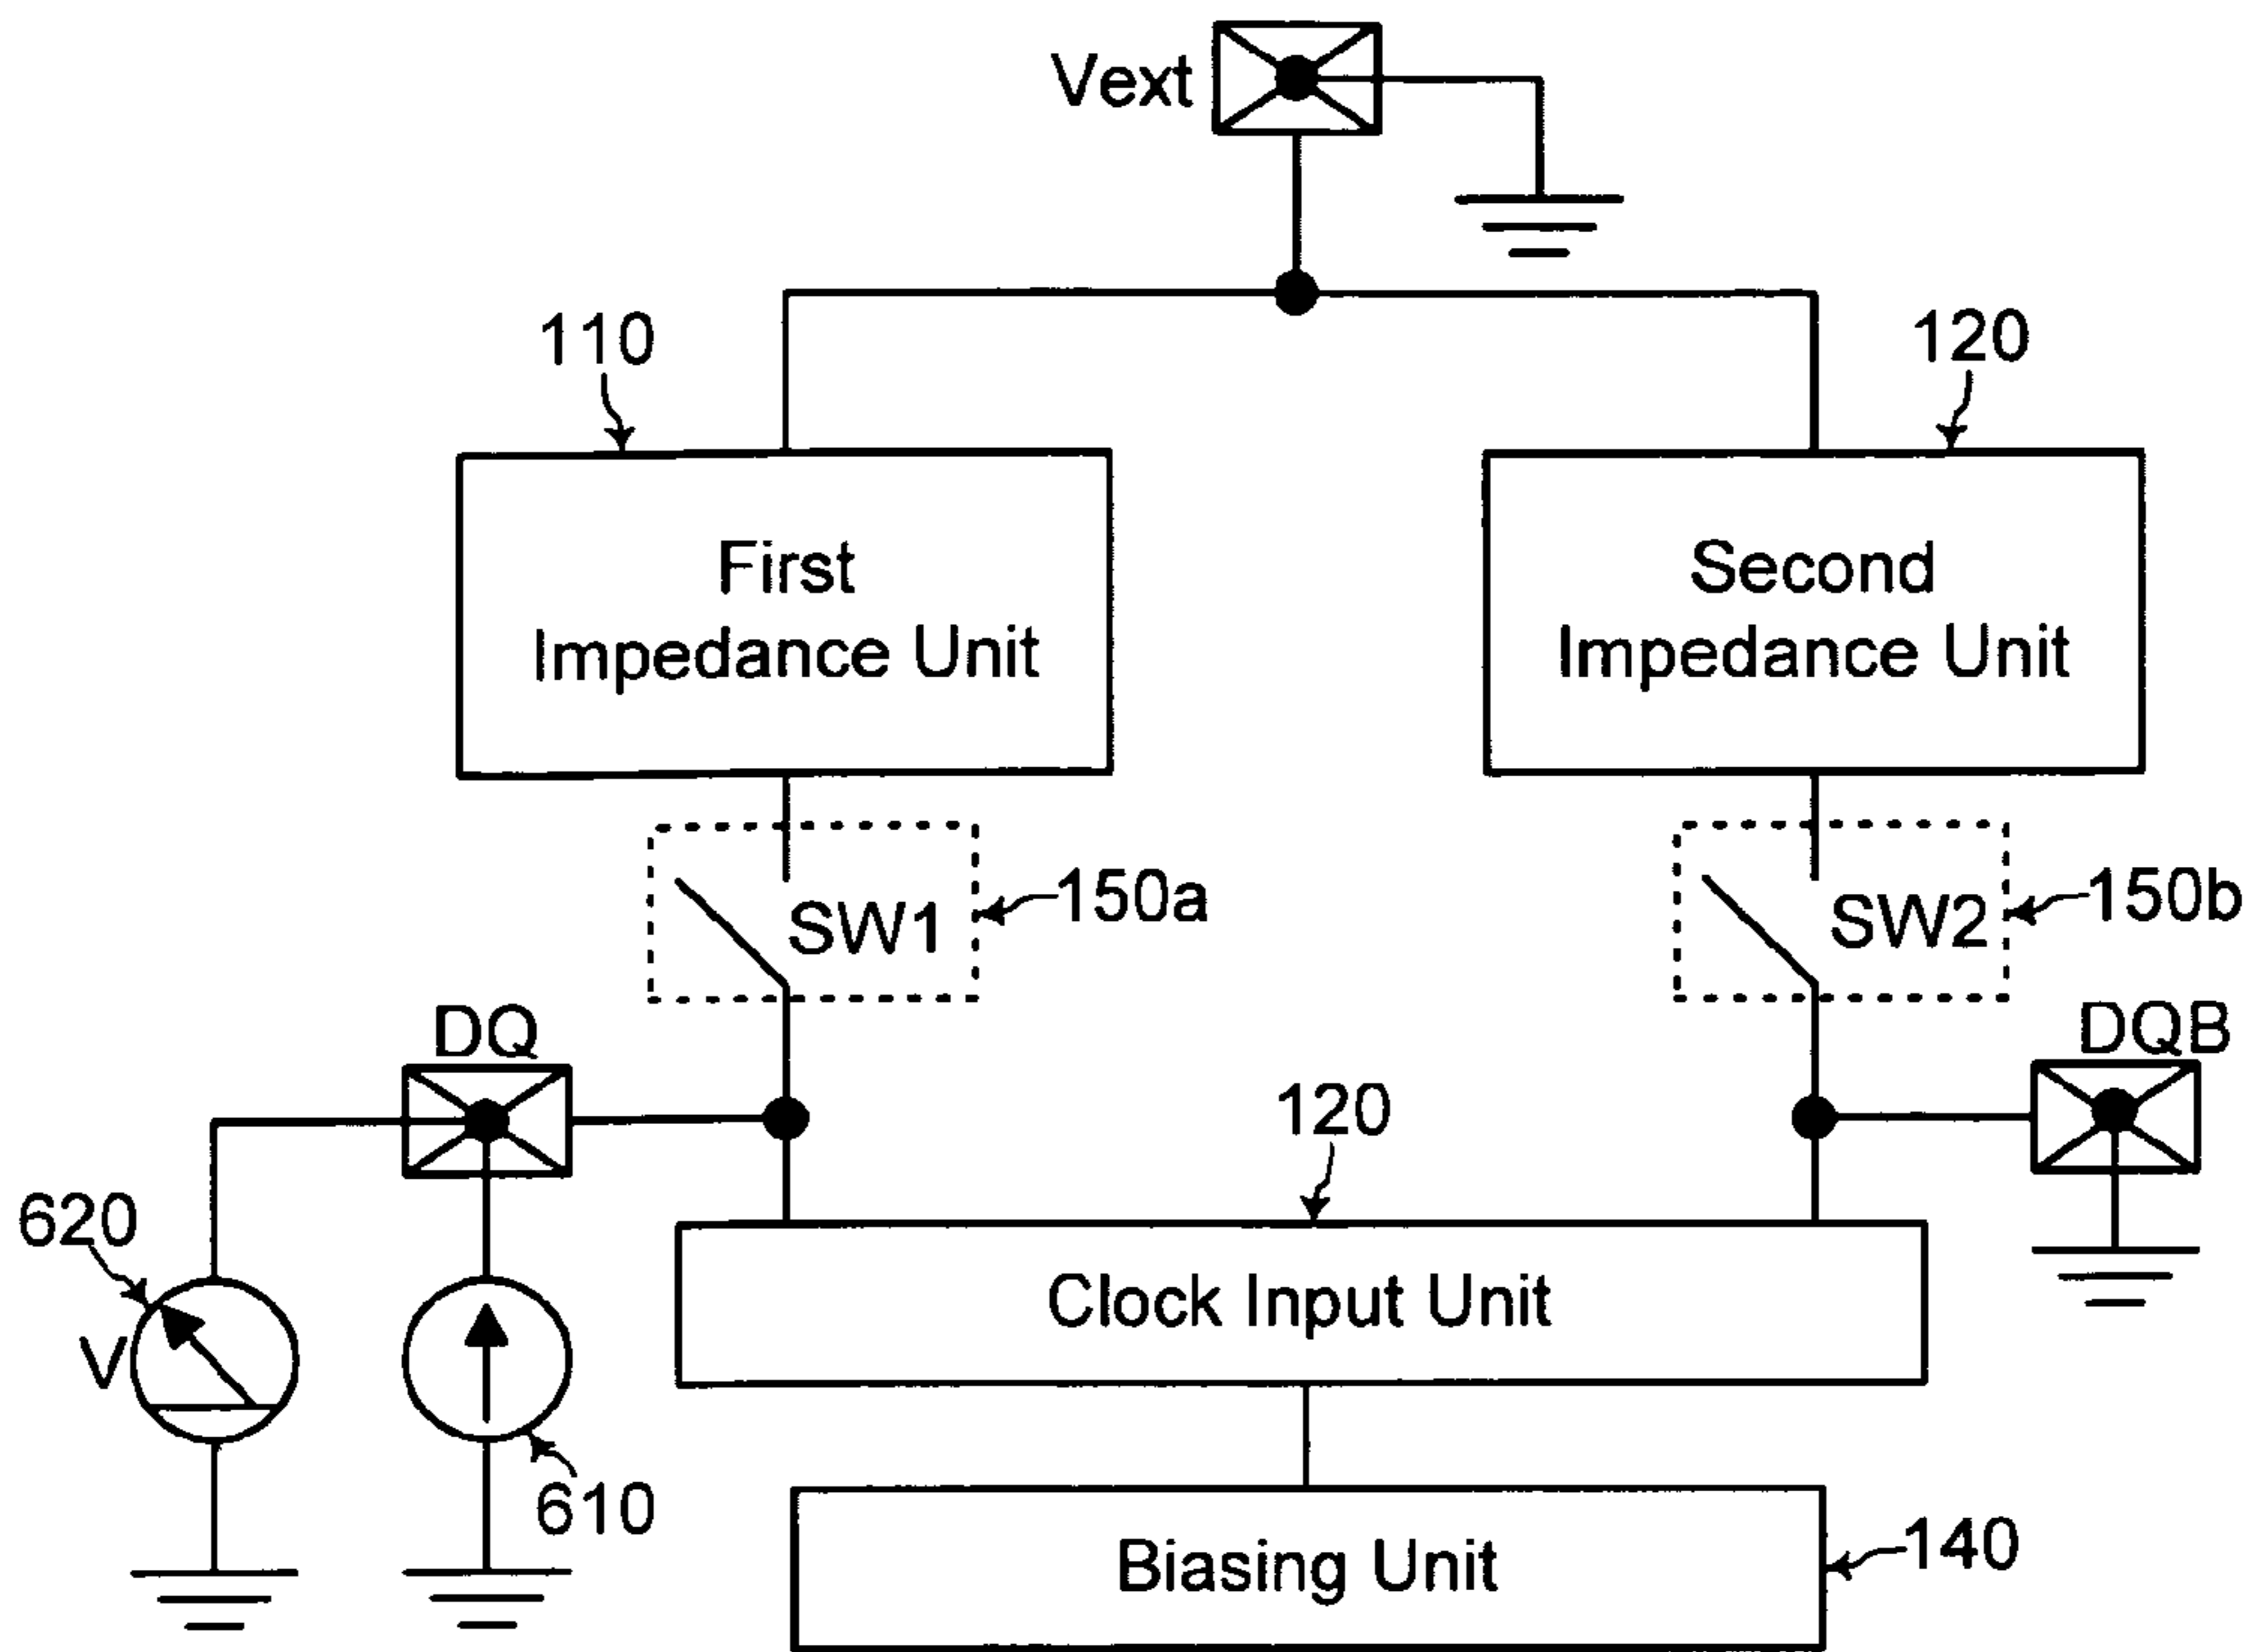 Vext
110
120
First
Impedance Unit
Second
Impedance Unit
SW1
150a
SW2
150b
DQ
DQB
120
620
Clock Input Unit
V
610
Biasing Unit
140